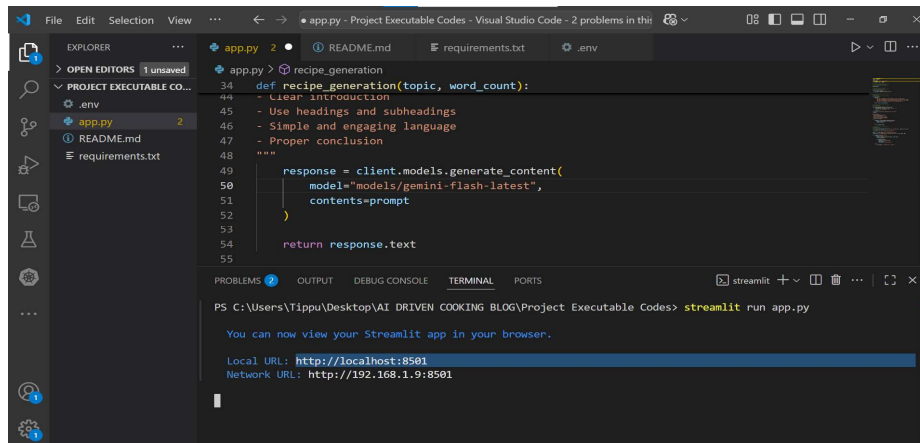 File Edit Selection View ··· ← → ● app.py - Project Executable Codes - Visual Studio Code - 2 problems in this
EXPLORER ···
app.py 2 ● README.md requirements.txt .env
> OPEN EDITORS 1 unsaved
app.py > recipe_generation
PROJECT EXECUTABLE CO...
.env
app.py 2
README.md
requirements.txt
34 def recipe_generation(topic, word_count):
44 - Clear introduction
45 - Use headings and subheadings
46 - Simple and engaging language
47 - Proper conclusion
48 """
49 response = client.models.generate_content(
50 model="models/gemini-flash-latest",
51 contents=prompt
52 )
53
54 return response.text
55
PROBLEMS 2 OUTPUT DEBUG CONSOLE TERMINAL PORTS streamlit
PS C:\Users\Tippu\Desktop\AI DRIVEN COOKING BLOG\Project Executable Codes> streamlit run app.py
You can now view your Streamlit app in your browser.
Local URL: http://localhost:8501
Network URL: http://192.168.1.9:8501
1
1